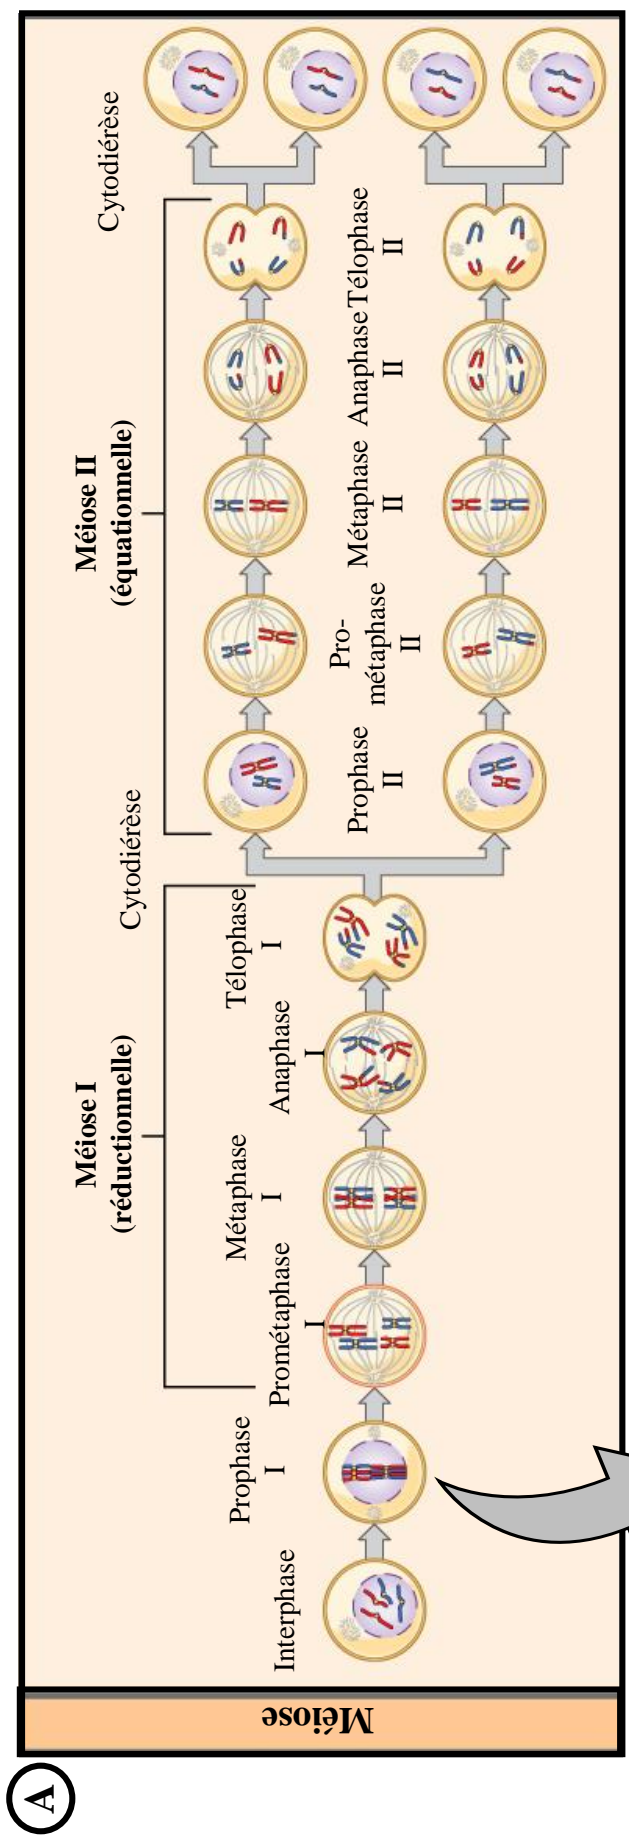 A
Méiose
Méiose I
(réductionnelle)
Méiose II
(équationnelle)
Interphase
Prophase
I
Prométaphase
I
Métaphase
I
Anaphase
I
Télophase
I
Cytodiérèse
Prophase
II
Pro-
métaphase
II
Métaphase
II
Anaphase
II
Télophase
II
Cytodiérèse